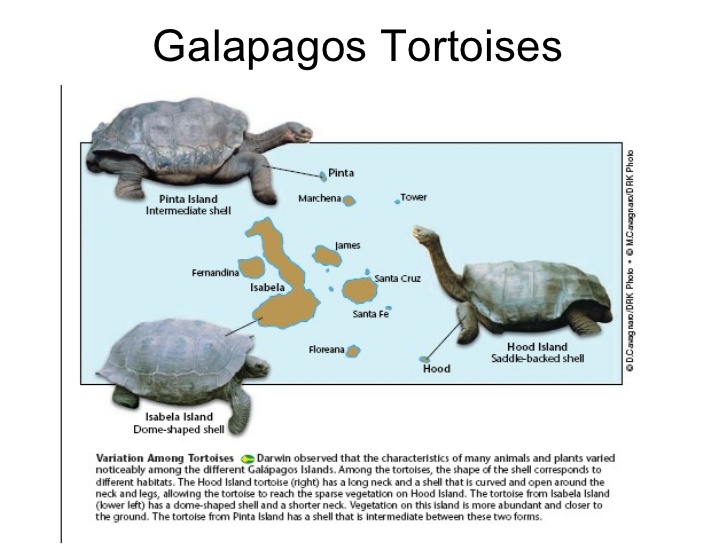 Galapagos Tortoises
Pinta Island
Intermediate shell
Pinta
Marchena
Tower
James
Fernandina
Isabela
Santa Cruz
Santa Fe
Floreana
Hood
Hood Island
Saddle-backed shell
Isabela Island
Dome-shaped shell
© D.Cavagnaro/DRK Photo • © M.Cavagnaro/DRK Photo
Variation Among Tortoises Darwin observed that the characteristics of many animals and plants varied
noticeably among the different Galápagos Islands. Among the tortoises, the shape of the shell corresponds to
different habitats. The Hood Island tortoise (right) has a long neck and a shell that is curved and open around the
neck and legs, allowing the tortoise to reach the sparse vegetation on Hood Island. The tortoise from Isabela Island
(lower left) has a dome-shaped shell and a shorter neck. Vegetation on this island is more abundant and closer to
the ground. The tortoise from Pinta Island has a shell that is intermediate between these two forms.